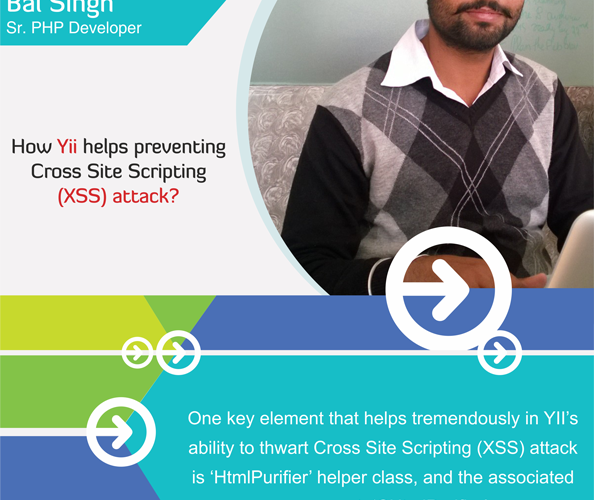 Bal Singh
Sr. PHP Developer
How Yii helps preventing
Cross Site Scripting
(XSS) attack?
One key element that helps tremendously in YII's
ability to thwart Cross Site Scripting (XSS) attack
is ‘HtmlPurifier’ helper class, and the associated